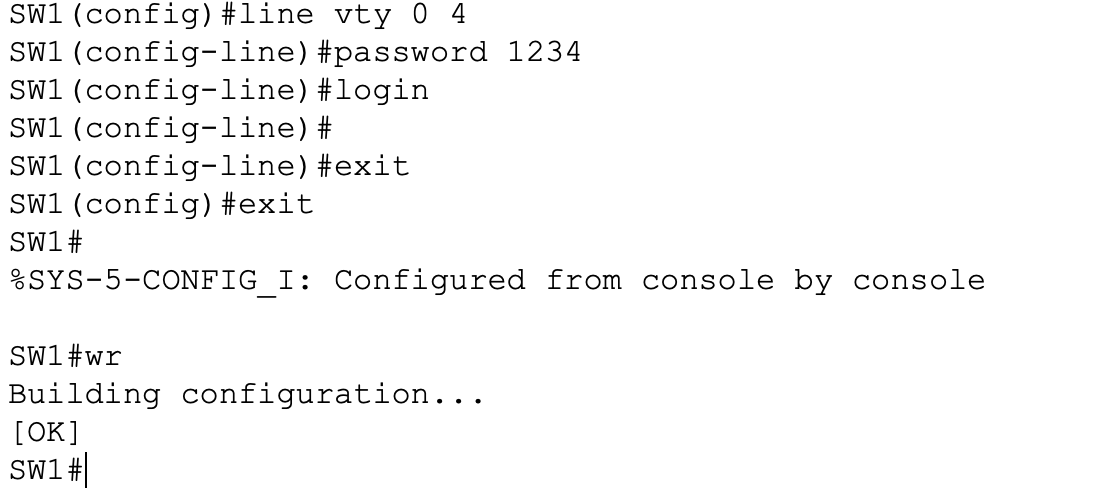 SW1(config)#line vty 0 4
SW1(config-line)#password 1234
SW1(config-line)#login
SW1(config-line)#
SW1(config-line)#exit
SW1(config)#exit
SW1#
%SYS-5-CONFIG_I: Configured from console by console
SW1#wr
Building configuration...
[OK]
SW1#